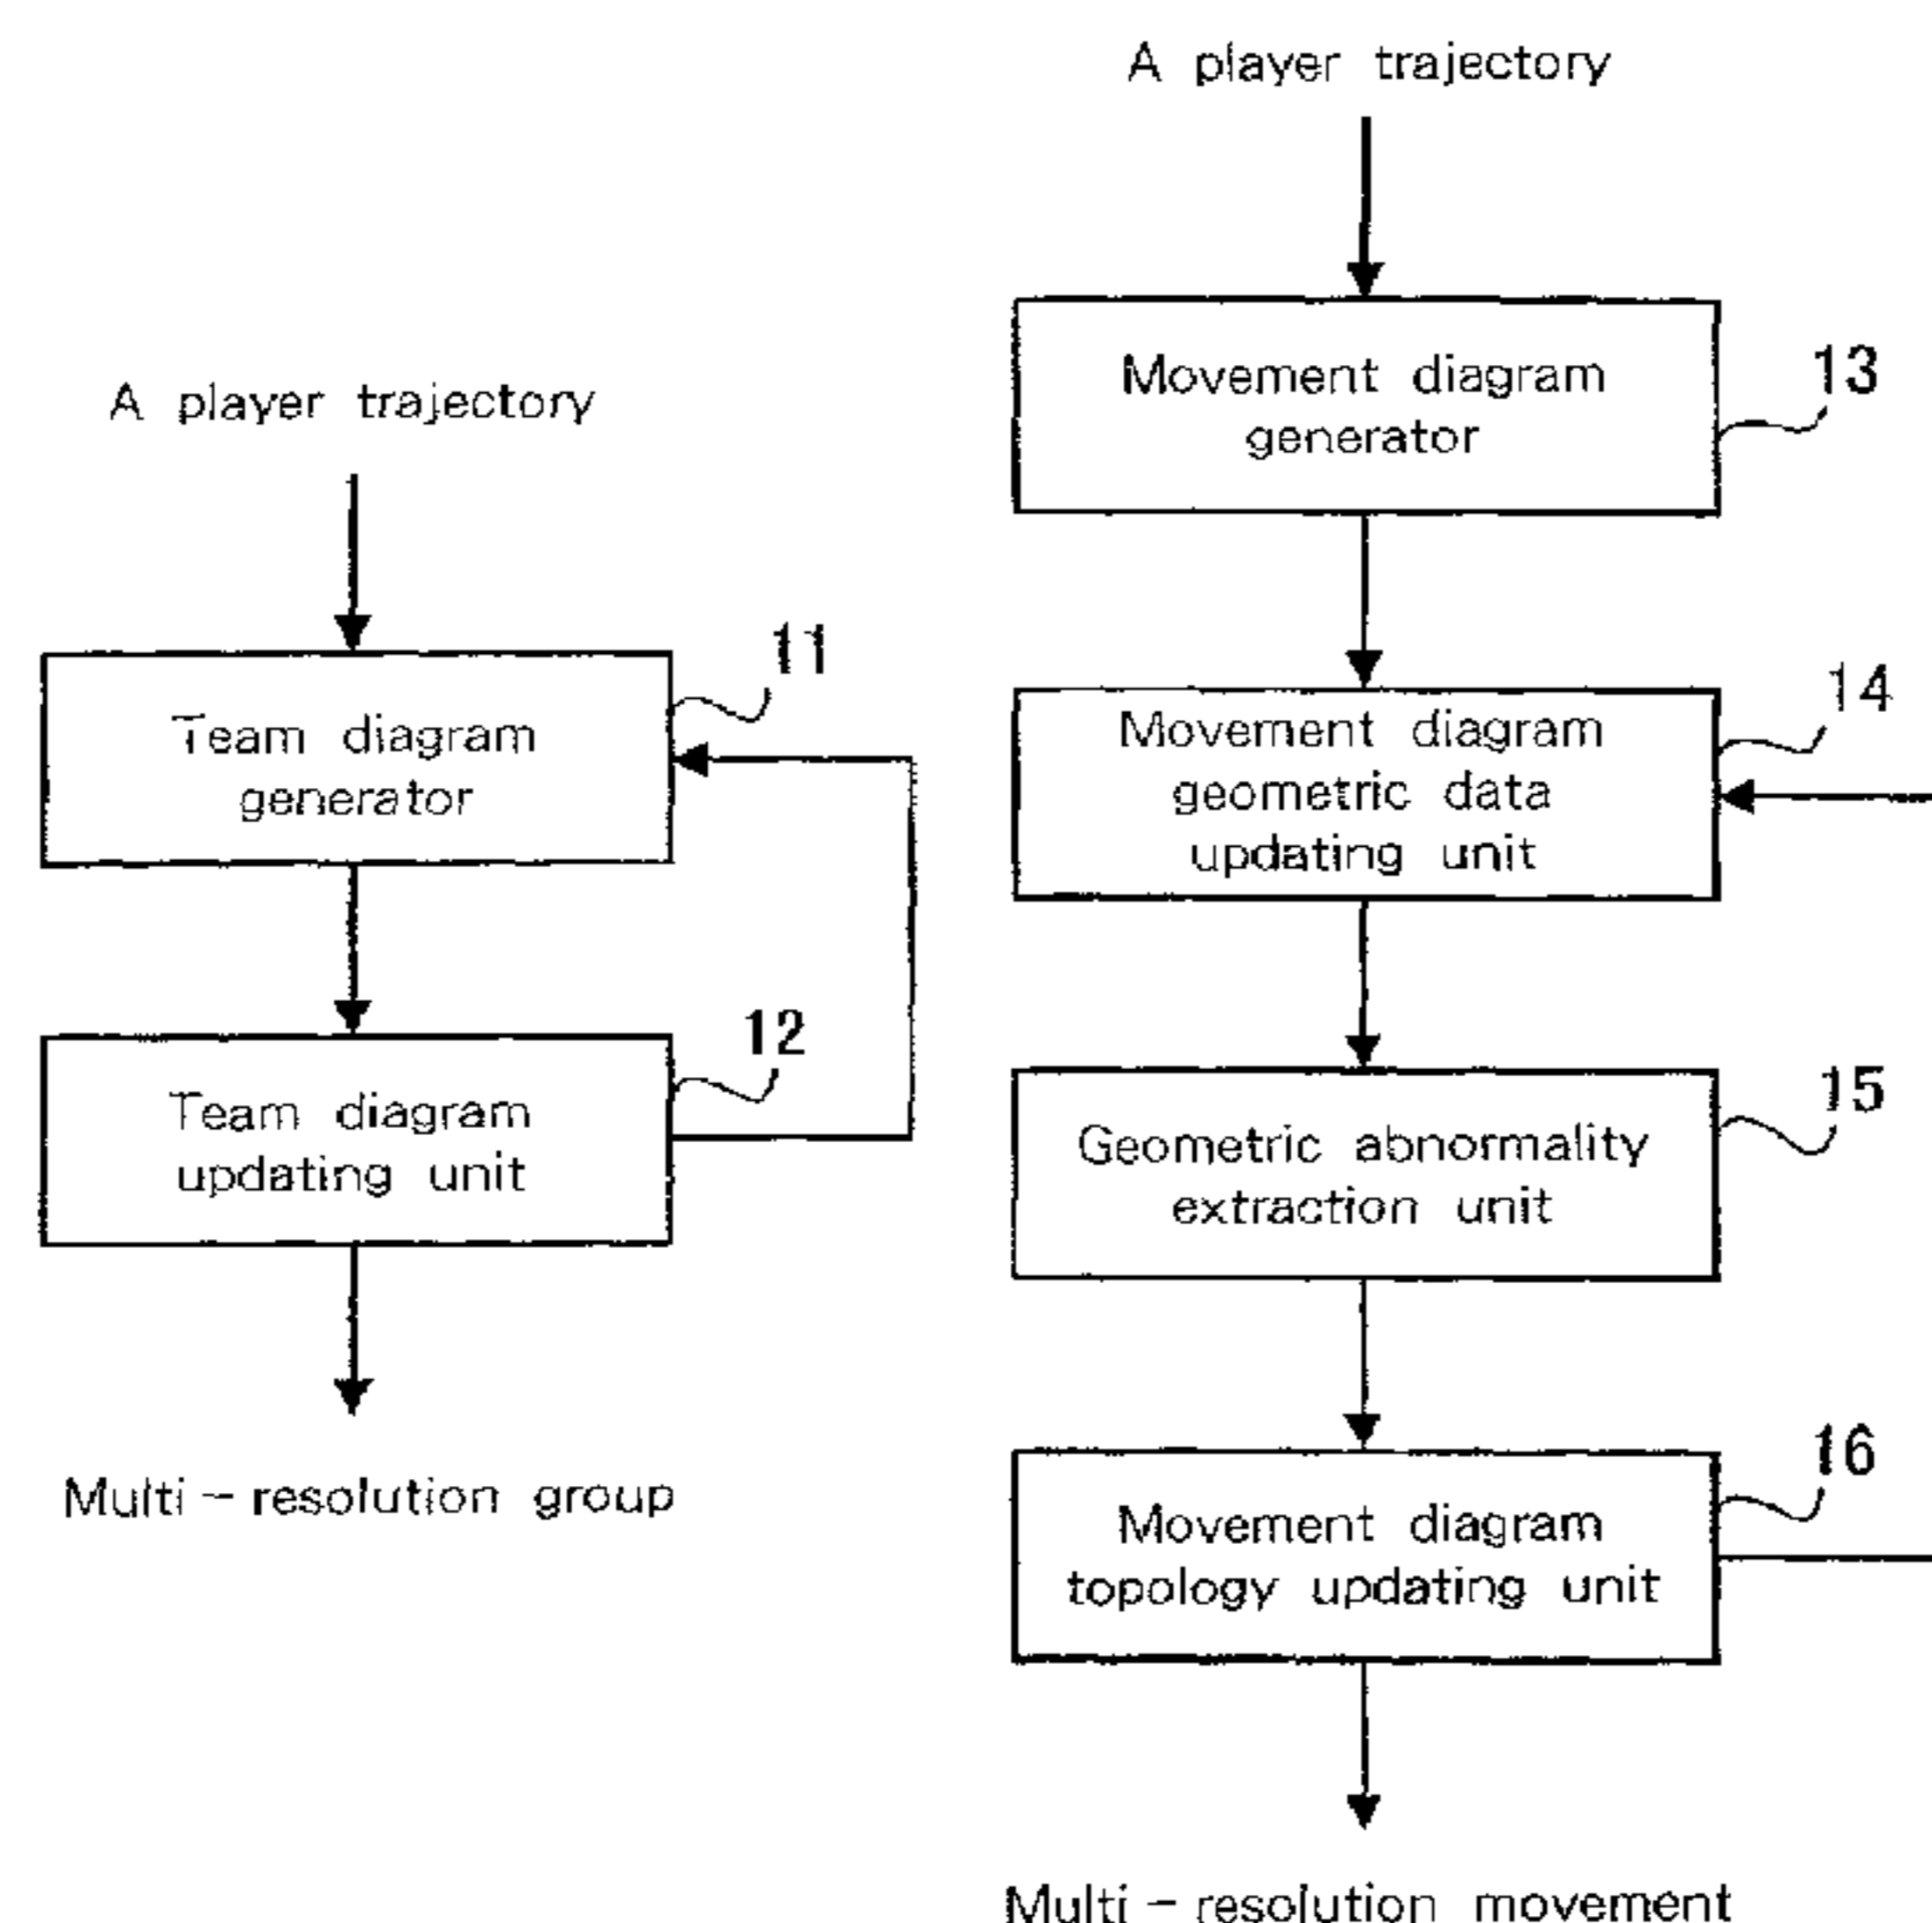 A player trajectory
11
Team diagram
generator
12
Team diagram
updating unit
Multi-resolution group
A player trajectory
13
Movement diagram
generator
14
Movement diagram
geometric data
updating unit
15
Geometric abnormality
extraction unit
16
Movement diagram
topology updating unit
Multi-resolution movement